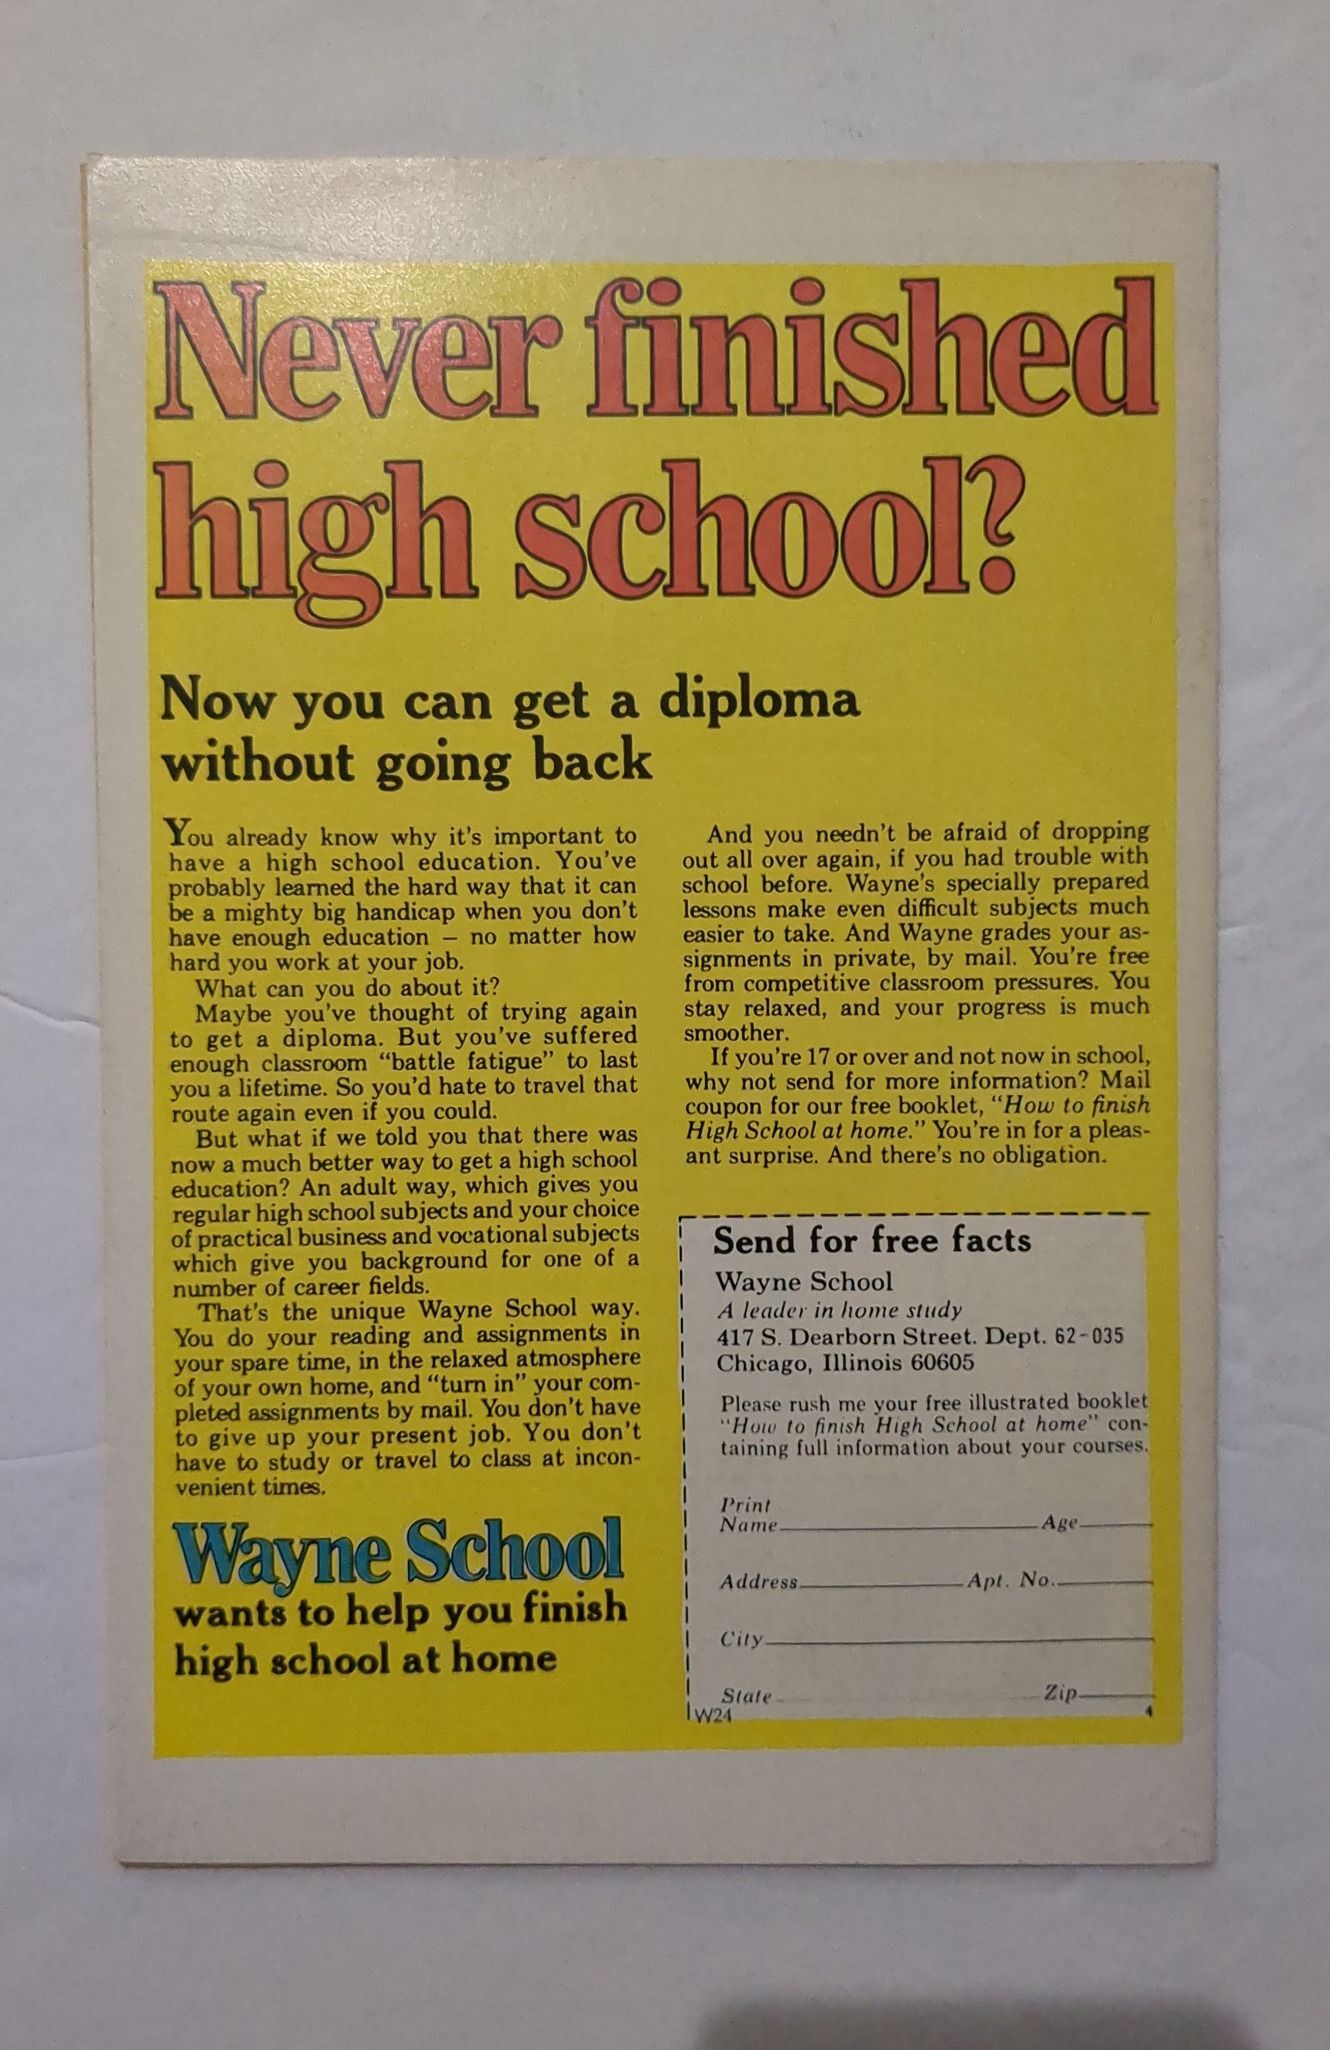 Never finished
high school?
Now you can get a diploma
without going back
You already know why it's important to
have a high school education. You've
probably learned the hard way that it can
be a mighty big handicap when you don't
have enough education – no matter how
hard you work at your job.
What can you do about it?
Maybe you've thought of trying again
to get a diploma. But you've suffered
enough classroom "battle fatigue" to last
you a lifetime. So you'd hate to travel that
route again even if you could.
But what if we told you that there was
now a much better way to get a high school
education? An adult way, which gives you
regular high school subjects and your choice
of practical business and vocational subjects
which give you background for one of a
number of career fields.
That's the unique Wayne School way.
You do your reading and assignments in
your spare time, in the relaxed atmosphere
of your own home, and "turn in" your com-
pleted assignments by mail. You don't have
to give up your present job. You don't
have to study or travel to class at incon-
venient times.
Wayne School
wants to help you finish
high school at home
And you needn't be afraid of dropping
out all over again, if you had trouble with
school before. Wayne's specially prepared
lessons make even difficult subjects much
easier to take. And Wayne grades your as-
signments in private, by mail. You're free
from competitive classroom pressures. You
stay relaxed, and your progress is much
smoother.
If you're 17 or over and not now in school,
why not send for more information? Mail
coupon for our free booklet, "How to finish
High School at home." You're in for a pleas-
ant surprise. And there's no obligation.
Send for free facts
Wayne School
A leader in home study
417 S. Dearborn Street. Dept. 62-035
Chicago, Illinois 60605
Please rush me your free illustrated booklet
"How to finish High School at home" con-
taining full information about your courses.
Print
Name Age
Address Apt. No.
City
State Zip
W24 4